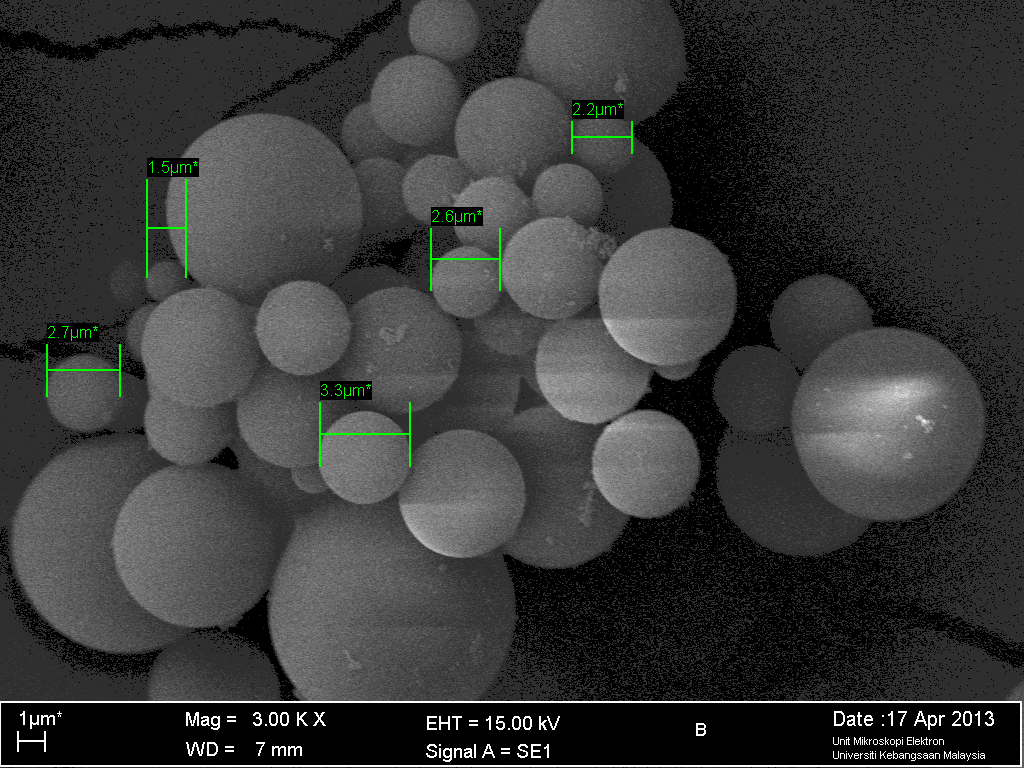 2.2µm*
1.5µm*
2.6µm*
2.7µm*
3.3µm*
1µm*
Mag = 3.00 K X
EHT = 15.00 kV
B
Date :17 Apr 2013
WD = 7 mm
Signal A = SE1
Unit Mikroskopi Elektron
Universiti Kebangsaan Malaysia